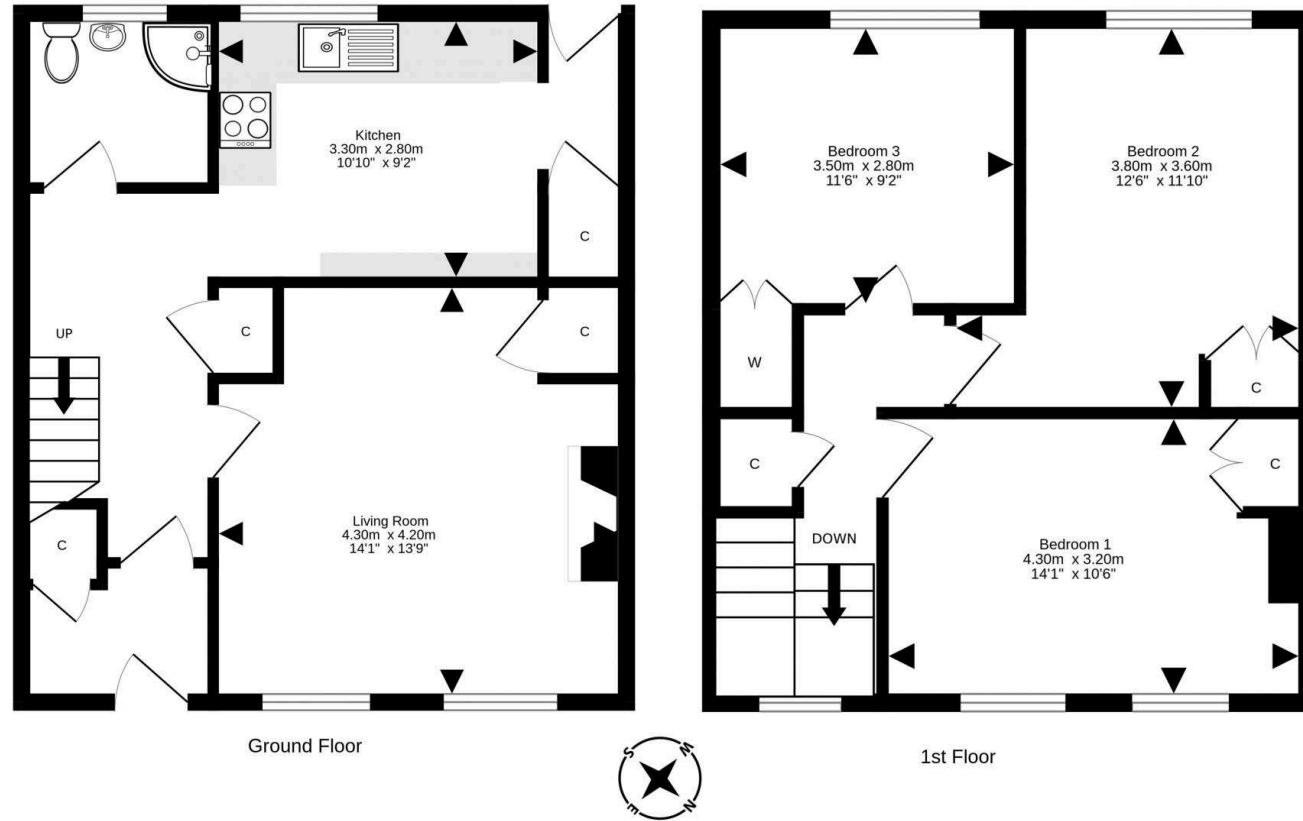 Kitchen
3.30m x 2.80m
10'10" x 9'2"
C
C
C
UP
C
Living Room
4.30m x 4.20m
14'1" x 13'9"
Ground Floor
Bedroom 3
3.50m x 2.80m
11'6" x 9'2"
Bedroom 2
3.80m x 3.60m
12'6" x 11'10"
W
C
C
C
DOWN
Bedroom 1
4.30m x 3.20m
14'1" x 10'6"
1st Floor
S
W
E
N